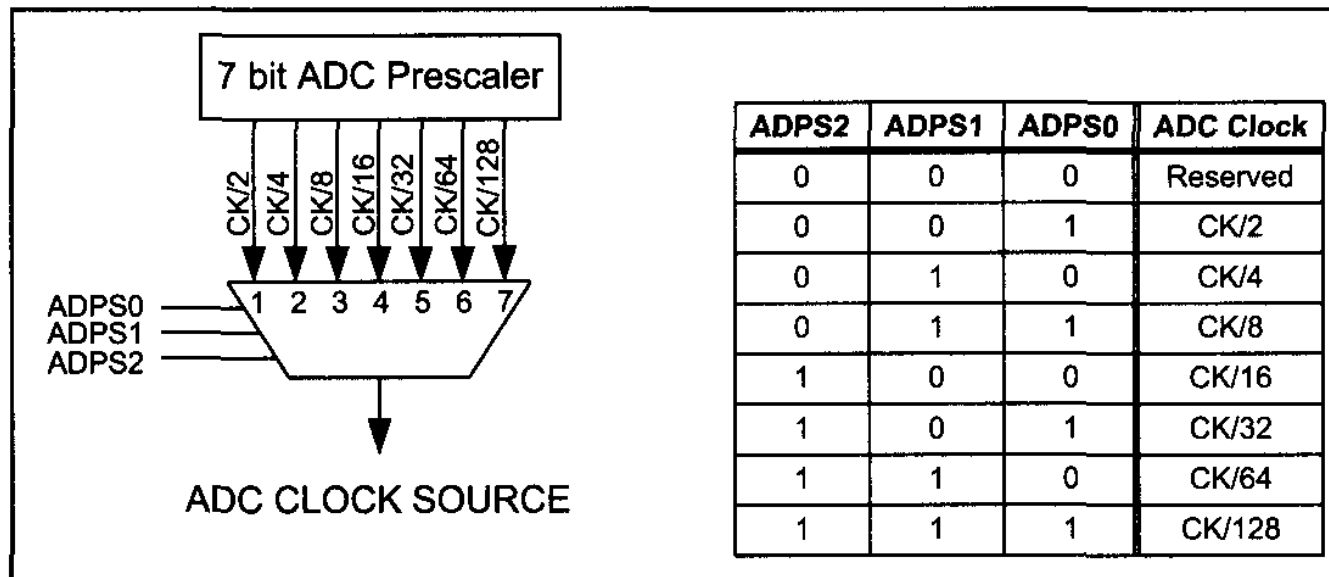 7 bit ADC Prescaler
CK/2
CK/4
CK/8
CK/16
CK/32
CK/64
CK/128
1 2 3 4 5 6 7
ADPS0
ADPS1
ADPS2
ADC CLOCK SOURCE
ADPS2 ADPS1 ADPS0 ADC Clock
0 0 0 Reserved
0 0 1 CK/2
0 1 0 CK/4
0 1 1 CK/8
1 0 0 CK/16
1 0 1 CK/32
1 1 0 CK/64
1 1 1 CK/128